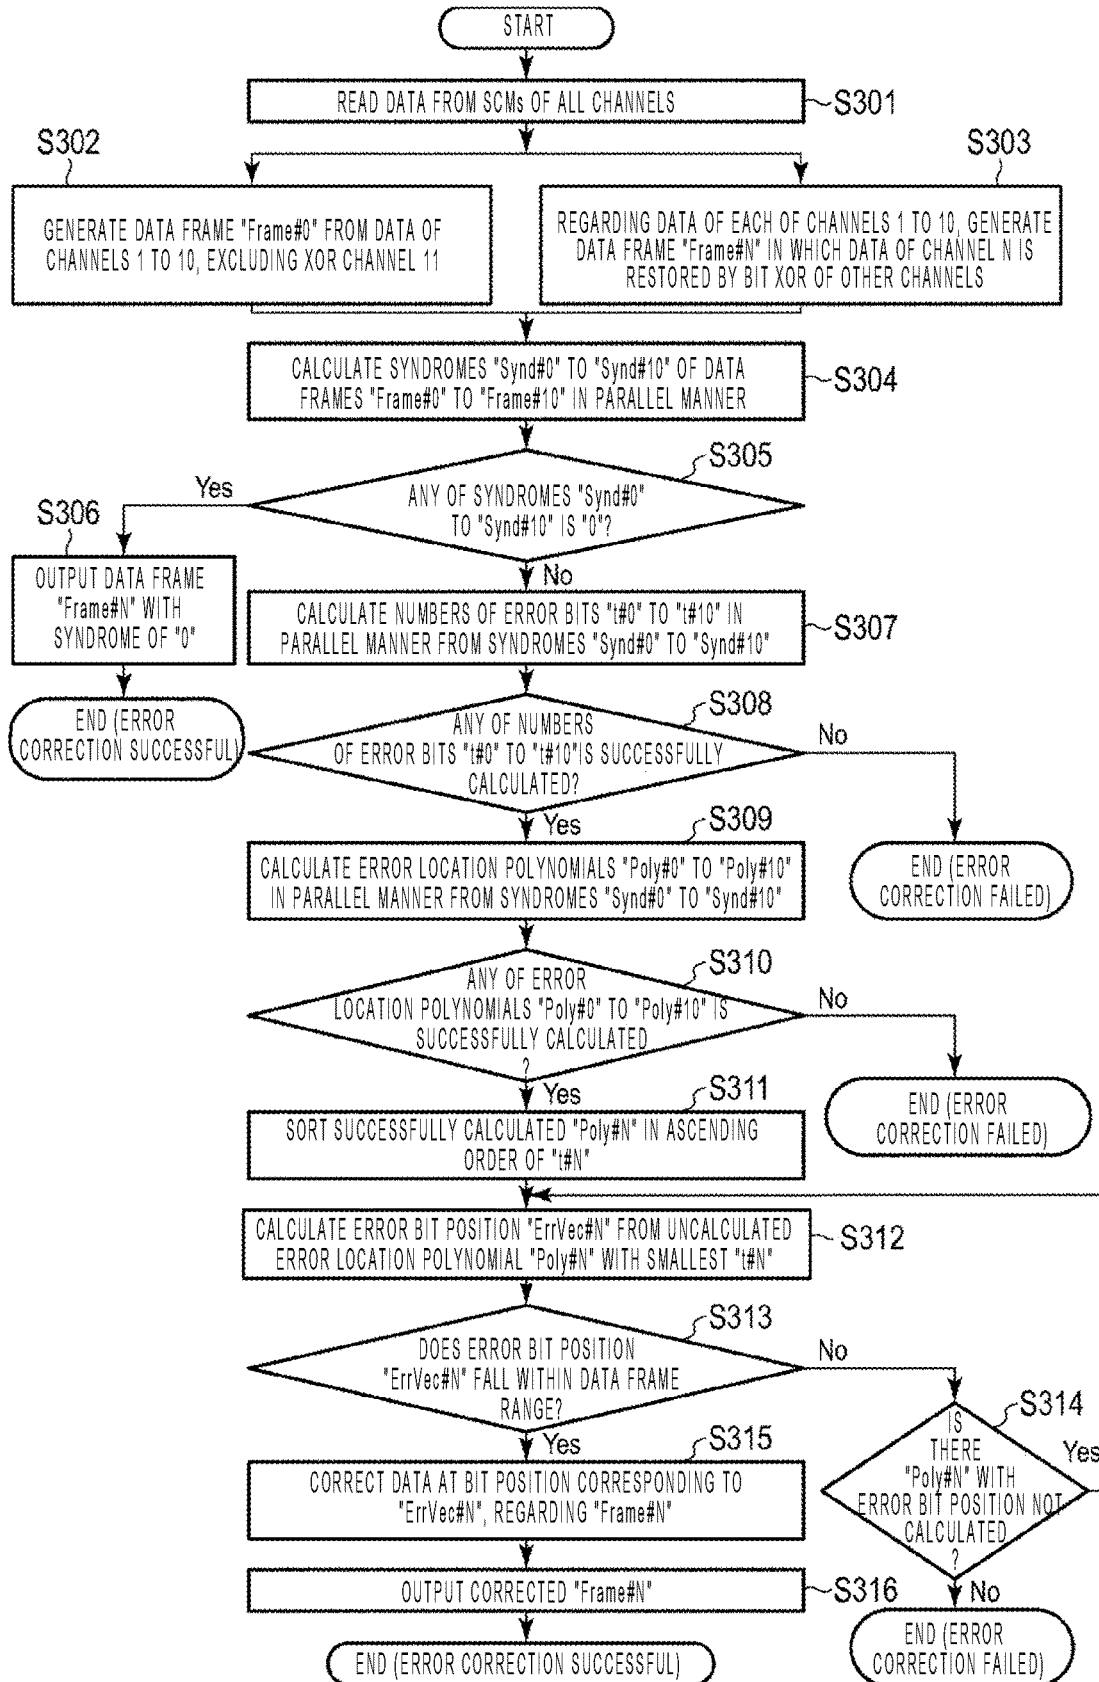 START
READ DATA FROM SCMs OF ALL CHANNELS
S301
S302
S303
GENERATE DATA FRAME "Frame#0" FROM DATA OF
CHANNELS 1 TO 10, EXCLUDING XOR CHANNEL 11
REGARDING DATA OF EACH OF CHANNELS 1 TO 10, GENERATE
DATA FRAME "Frame#N" IN WHICH DATA OF CHANNEL N IS
RESTORED BY BIT XOR OF OTHER CHANNELS
CALCULATE SYNDROMES "Synd#0" TO "Synd#10" OF DATA
FRAMES "Frame#0" TO "Frame#10" IN PARALLEL MANNER
S304
S305
ANY OF SYNDROMES "Synd#0"
TO "Synd#10" IS "0"?
Yes
No
S306
OUTPUT DATA FRAME
"Frame#N" WITH
SYNDROME OF "0"
END (ERROR
CORRECTION SUCCESSFUL)
CALCULATE NUMBERS OF ERROR BITS "t#0" TO "t#10" IN
PARALLEL MANNER FROM SYNDROMES "Synd#0" TO "Synd#10"
S307
S308
ANY OF NUMBERS
OF ERROR BITS "t#0" TO "t#10"IS SUCCESSFULLY
CALCULATED?
No
Yes
END (ERROR
CORRECTION FAILED)
S309
CALCULATE ERROR LOCATION POLYNOMIALS "Poly#0" TO "Poly#10"
IN PARALLEL MANNER FROM SYNDROMES "Synd#0" TO "Synd#10"
S310
ANY OF ERROR
LOCATION POLYNOMIALS "Poly#0" TO "Poly#10" IS
SUCCESSFULLY CALCULATED
?
No
Yes
END (ERROR
CORRECTION FAILED)
S311
SORT SUCCESSFULLY CALCULATED "Poly#N" IN ASCENDING
ORDER OF "t#N"
CALCULATE ERROR BIT POSITION "ErrVec#N" FROM UNCALCULATED
ERROR LOCATION POLYNOMIAL "Poly#N" WITH SMALLEST "t#N"
S312
S313
DOES ERROR BIT POSITION
"ErrVec#N" FALL WITHIN DATA FRAME
RANGE?
No
Yes
S314
IS
THERE
"Poly#N" WITH
ERROR BIT POSITION NOT
CALCULATED
?
Yes
No
END (ERROR
CORRECTION FAILED)
S315
CORRECT DATA AT BIT POSITION CORRESPONDING TO
"ErrVec#N", REGARDING "Frame#N"
OUTPUT CORRECTED "Frame#N"
S316
END (ERROR CORRECTION SUCCESSFUL)